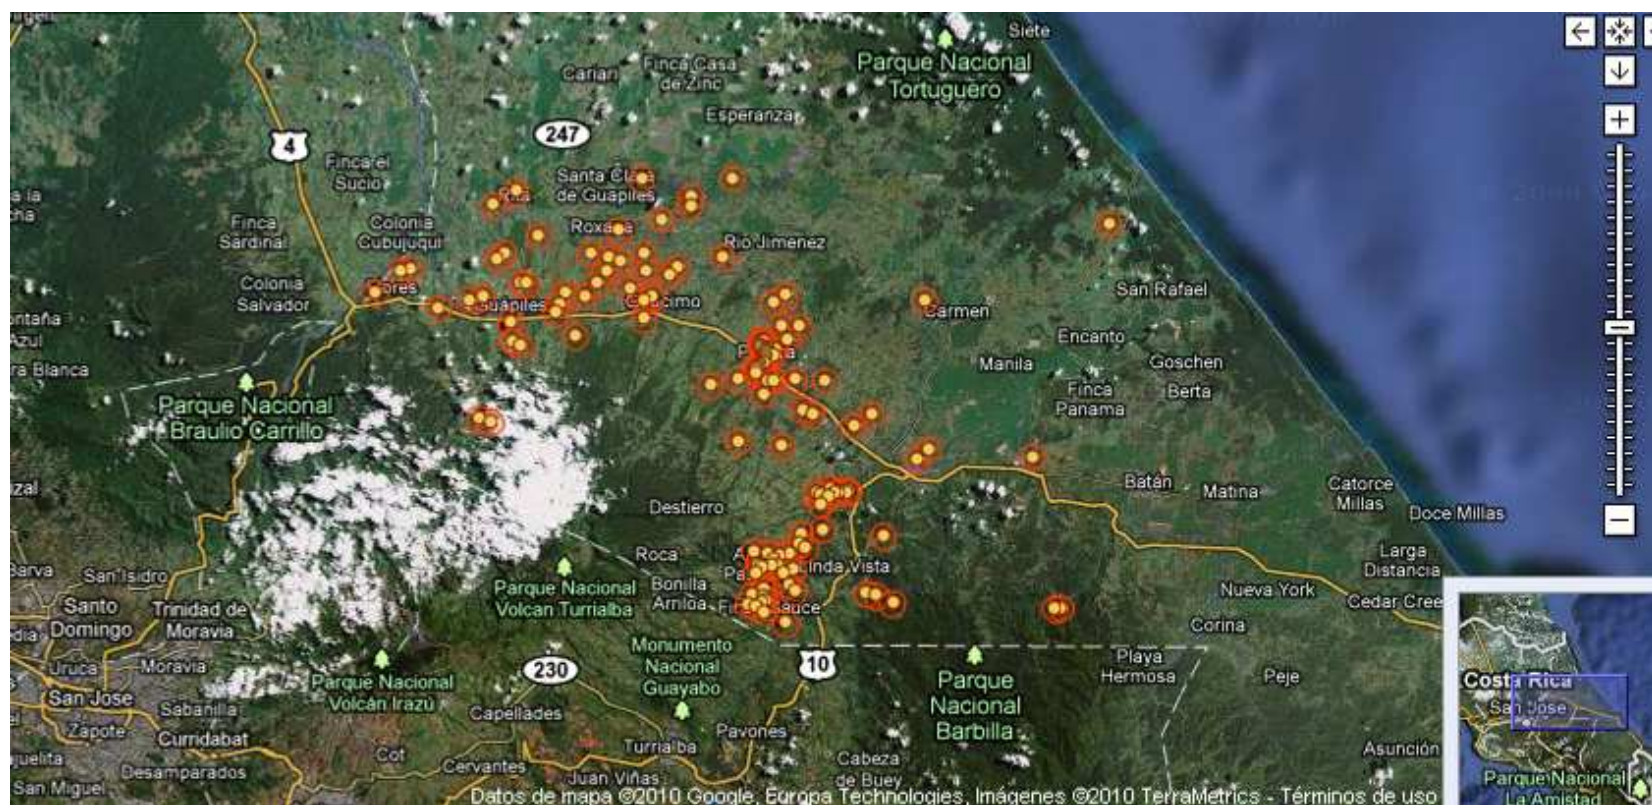 Siete
Parque Nacional
Tortuguero
Cariari
Finca Casa
de Zinc
Esperanza
247
4
Finca el
Sucio
Santa Clara
de Guapiles
Rita
Finca
Sardinal
Colonia
Cubujuqui
Roxana
Rio Jimenez
Colonia
Salvador
Flores
Guapiles
Guacimo
San Rafael
Carmen
Encanto
Azul
Manila
Goschen
Finca
Panama
Berta
Parque Nacional
Braulio Carrillo
Batán
Matina
Catorce
Millas
Doce Millas
Destierro
Roca
Larga
Distancia
Linda Vista
Barva
San Isidro
Parque Nacional
Volcan Turrialba
Bonilla
Arriba
Nueva York
Cedar Cree
Santo
Domingo
Trinidad de
Moravia
Corina
Uruca
Moravia
Monumento
Nacional
Guayabo
230
10
Playa
Hermosa
Peje
San Jose
Sabanilla
Parque Nacional
Volcán Irazú
Parque
Nacional
Barbilla
Costa Rica
San Jose
Zapote
Curridabat
Capellades
Pavones
Turrialba
Cot
Cervantes
Juan Viñas
Cabeza
de Buey
Asunción
Desamparados
San Miguel
Parque Nacional
La Amistad
Datos de mapa ©2010 Google, Europa Technologies, Imágenes ©2010 TerraMetrics - Términos de uso